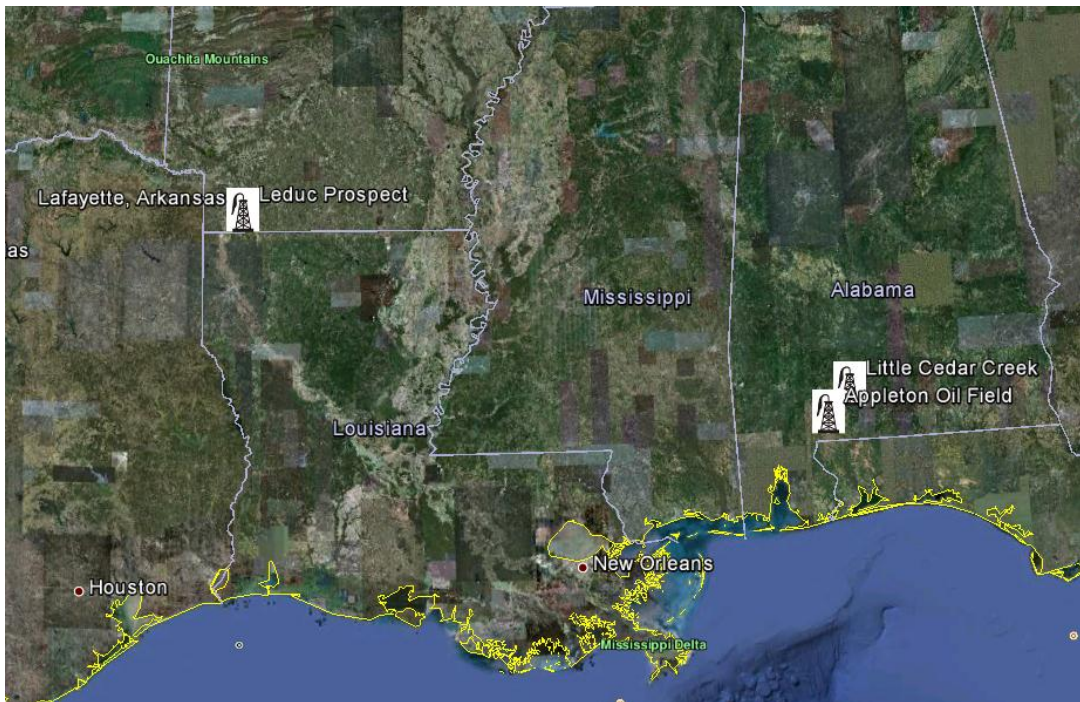 Ouachita Mountains
Lafayette, Arkansas
Leduc Prospect
as
Mississippi
Alabama
Little Cedar Creek
Appleton Oil Field
Louisiana
New Orleans
Houston
Mississippi Delta